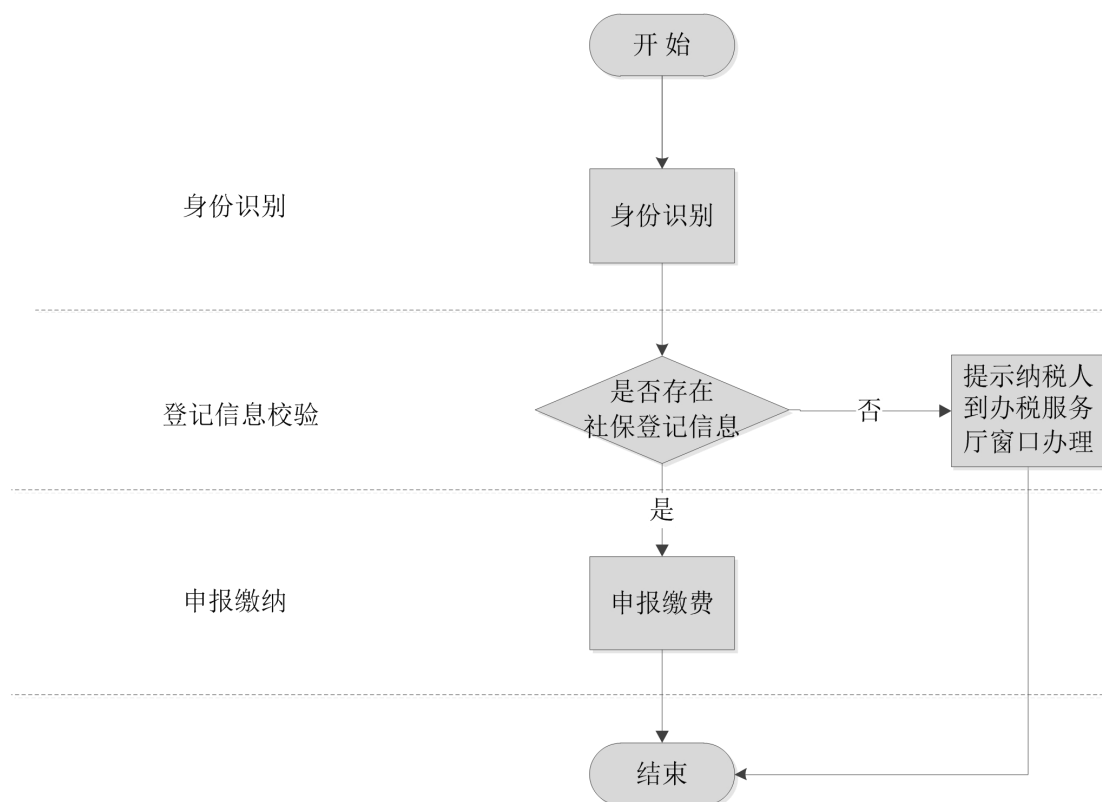 开 始
身份识别
身份识别
登记信息校验
是否存在
社保登记信息
否
提示纳税人
到办税服务
厅窗口办理
是
申报缴纳
申报缴费
结束